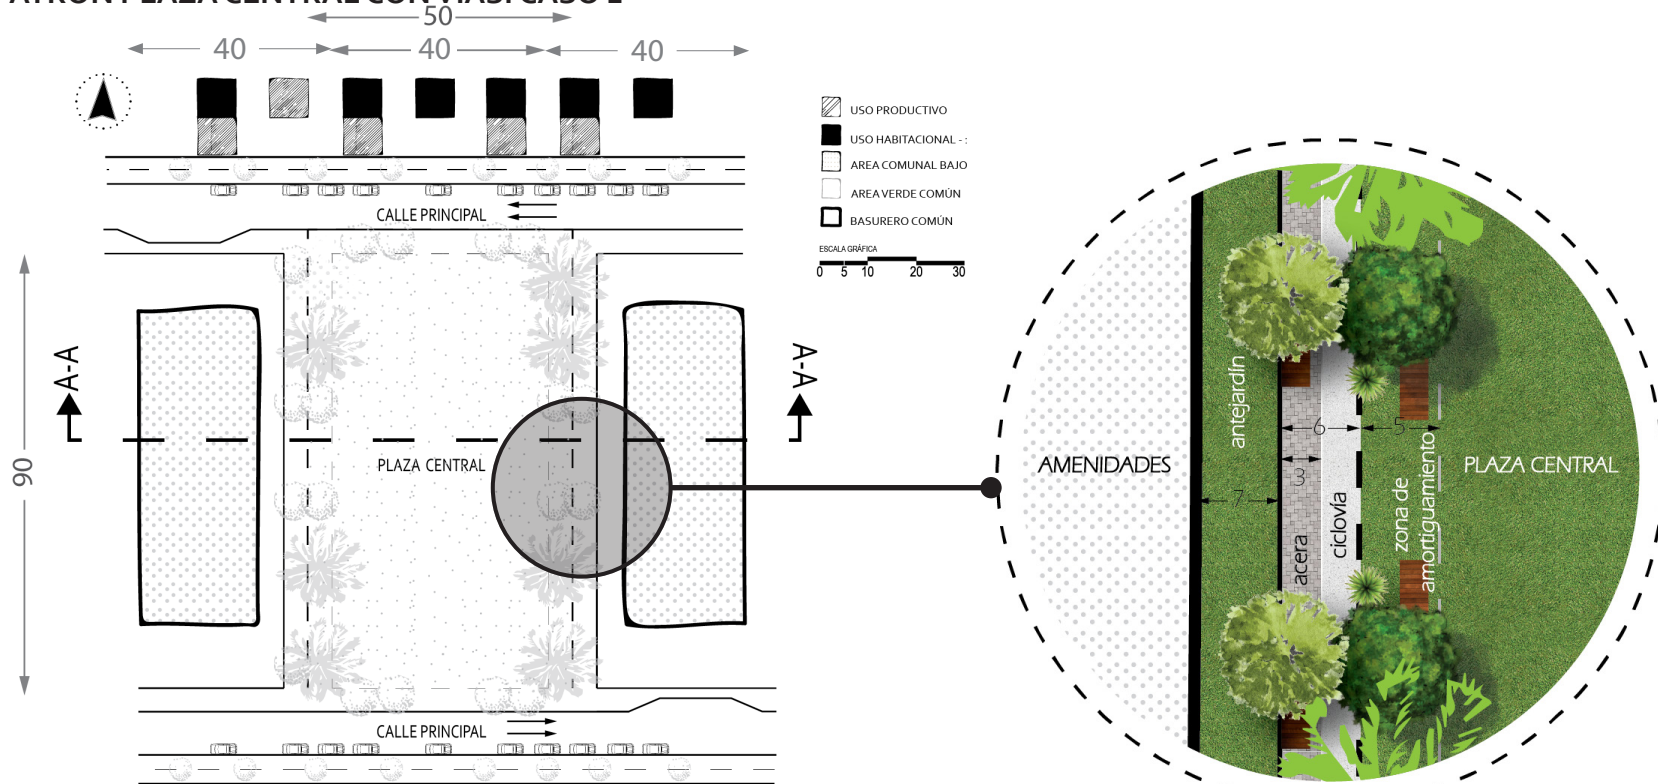 50
40
40
40
USO PRODUCTIVO
USO HABITACIONAL - :
AREA COMUNAL BAJO
AREA VERDE COMÚN
BASURERO COMÚN
ESCALA GRÁFICA
0 5 10 20 30
CALLE PRINCIPAL
90
A-A
A-A
PLAZA CENTRAL
CALLE PRINCIPAL
antejardín
6
5
AMENIDADES
3
7
acera
ciclovía
zona de
amortiguamiento
PLAZA CENTRAL